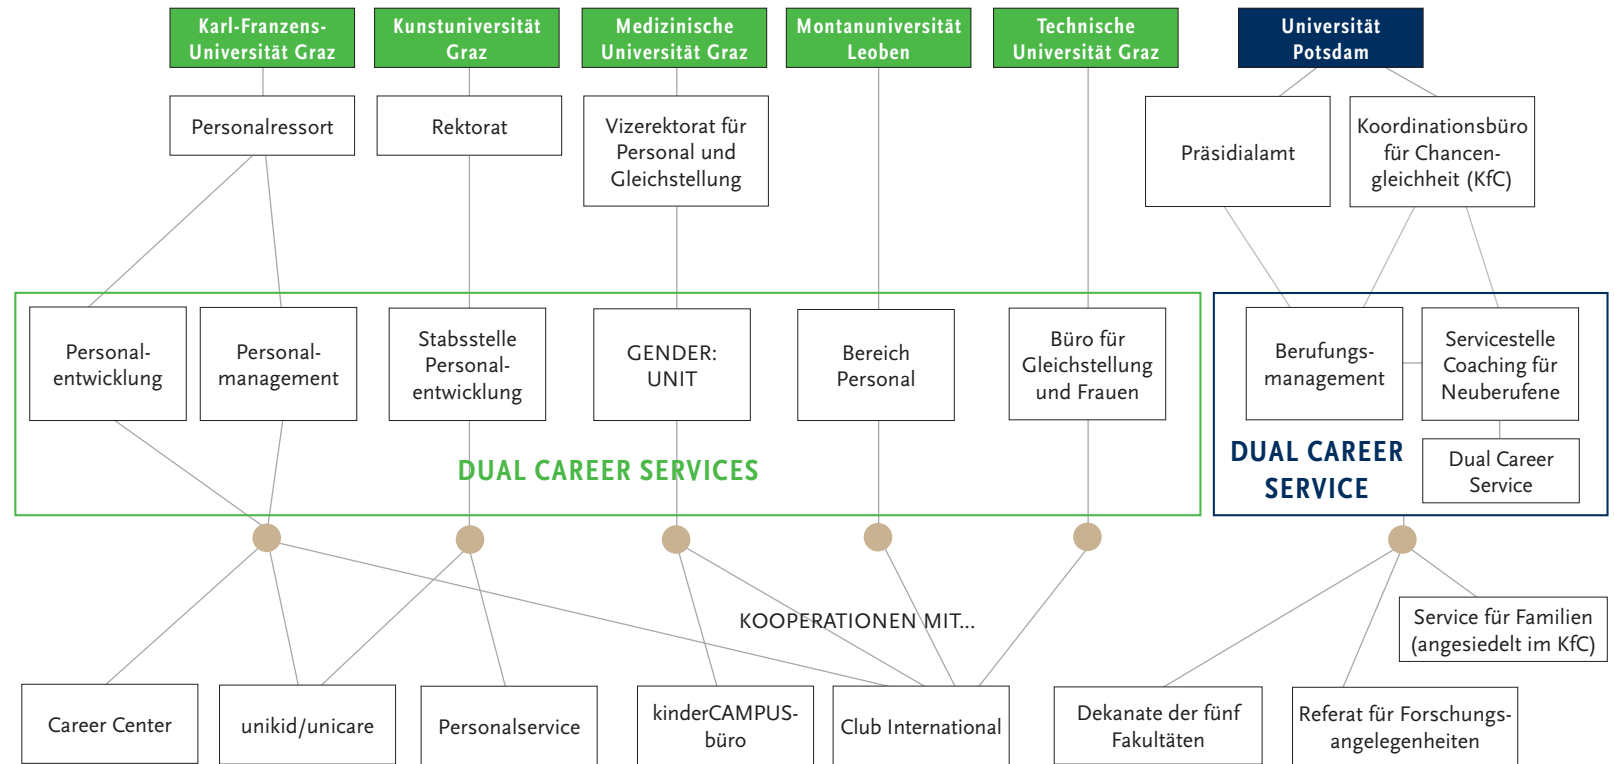 Karl-Franzens-
Universität Graz
Kunstuniversität
Graz
Medizinische
Universität Graz
Montanuniversität
Leoben
Technische
Universität Graz
Universität
Potsdam
Personalressort
Rektorat
Vizerektorat für
Personal und
Gleichstellung
Präsidialamt
Koordinationsbüro
für Chancen-
gleichheit (KfC)
Personal-
entwicklung
Personal-
management
Stabsstelle
Personal-
entwicklung
GENDER:
UNIT
Bereich
Personal
Büro für
Gleichstellung
und Frauen
Berufungs-
management
Servicestelle
Coaching für
Neuberufene
DUAL CAREER SERVICES
DUAL CAREER
SERVICE
Dual Career
Service
KOOPERATIONEN MIT...
Service für Familien
(angesiedelt im KfC)
Career Center
unikid/unicare
Personalservice
kinderCAMPUS-
büro
Club International
Dekanate der fünf
Fakultäten
Referat für Forschungs-
angelegenheiten